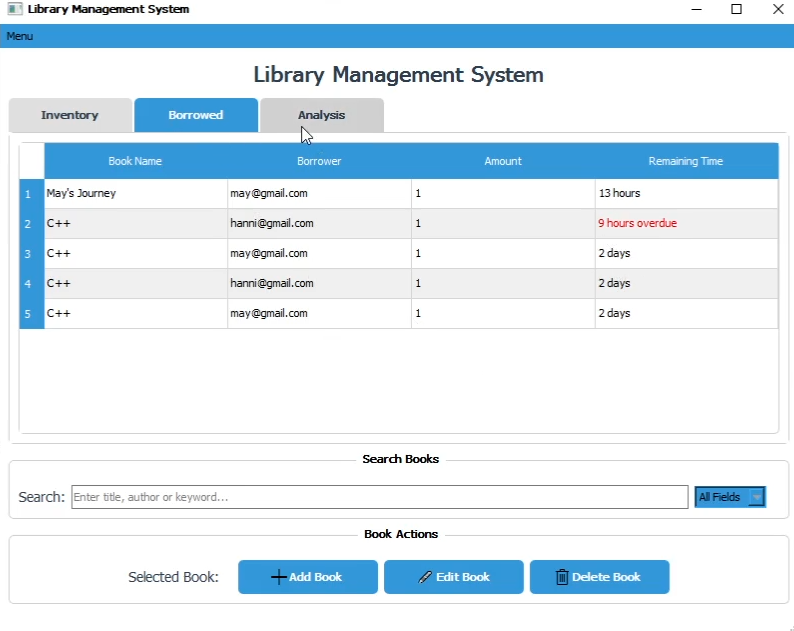 Library Management System
Menu
Library Management System
Inventory Borrowed Analysis
Book Name Borrower Amount Remaining Time
1 May's Journey may@gmail.com 1 13 hours
2 C++ hanni@gmail.com 1 9 hours overdue
3 C++ may@gmail.com 1 2 days
4 C++ hanni@gmail.com 1 2 days
5 C++ may@gmail.com 1 2 days
Search Books
Search: Enter title, author or keyword... All Fields
Book Actions
Selected Book: Add Book Edit Book Delete Book